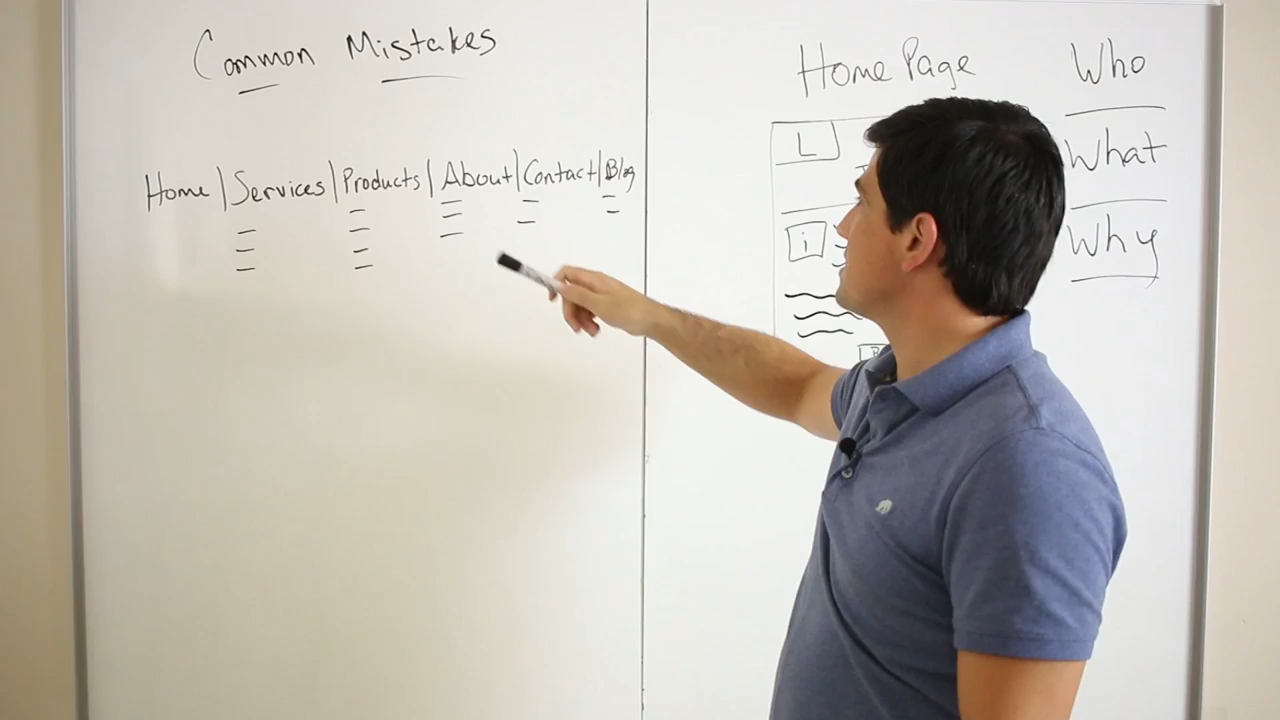 Common Mistakes
Home | Services | Products | About | Contact | Blog
Home Page
L
i
Who
What
Why